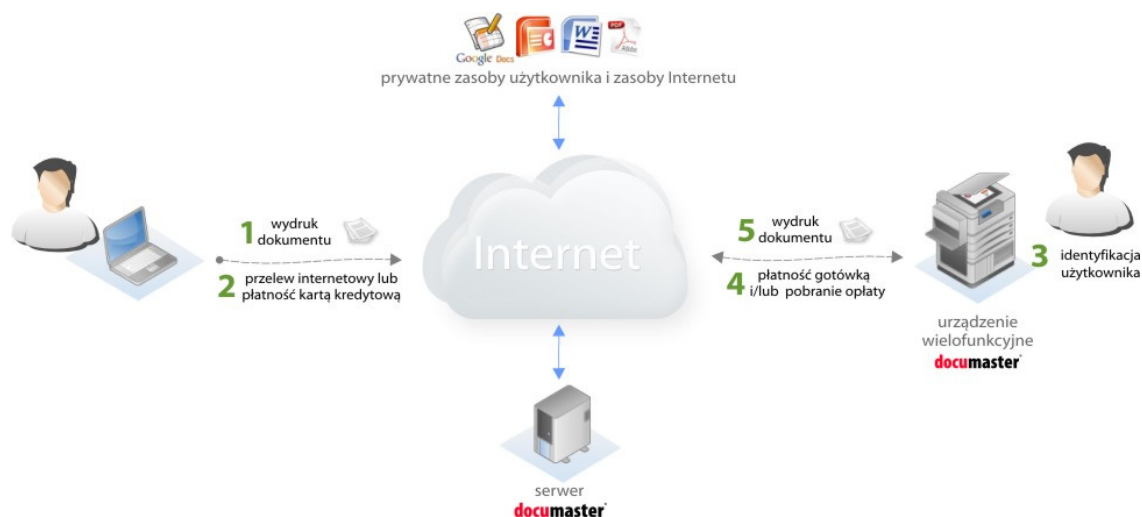 Google Docs
W
PDF
Adobe
prywatne zasoby użytkownika i zasoby Internetu
1 wydruk
dokumentu
2 przelew internetowy lub
płatność kartą kredytową
Internet
5 wydruk
dokumentu
4 płatność gotówką
i/lub pobranie opłaty
3 identyfikacja
użytkownika
urządzenie
wielofunkcyjne
documaster
serwer
documaster